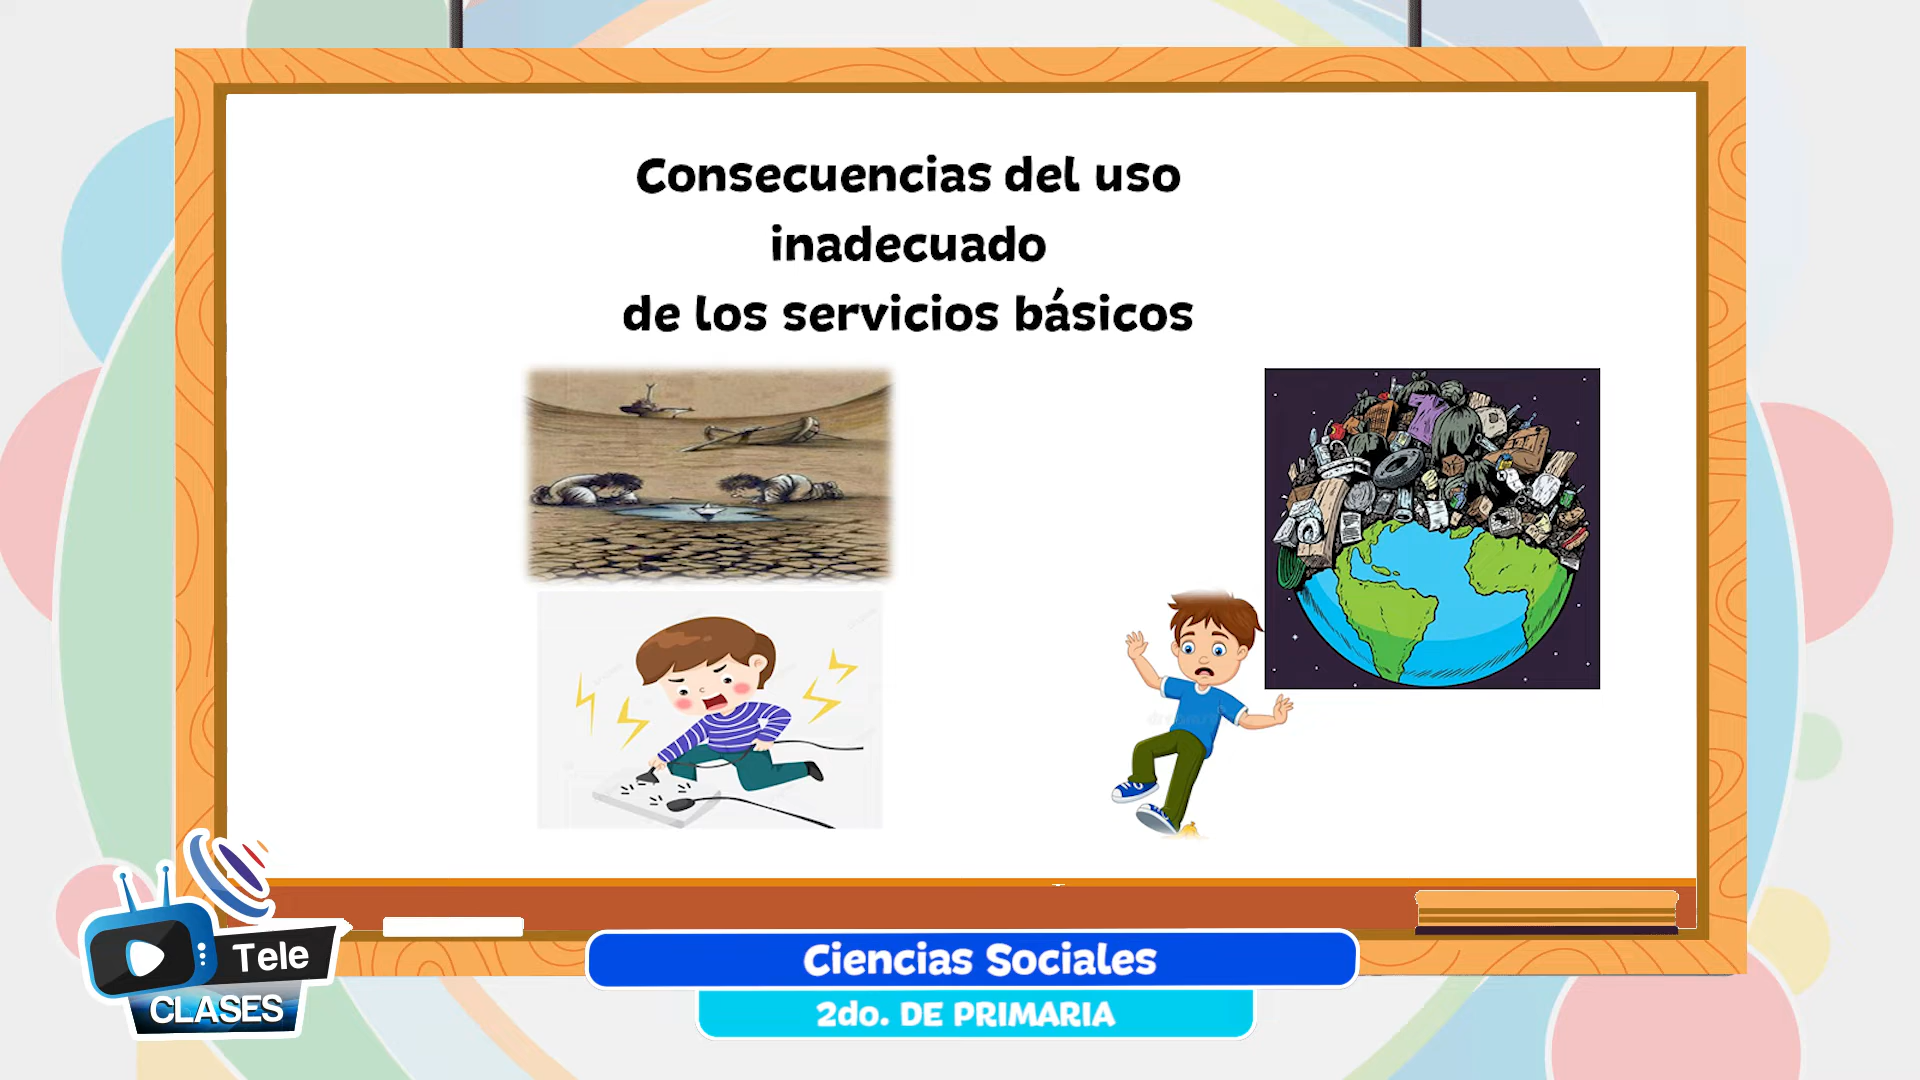 Consecuencias del uso
inadecuado
de los servicios básicos
Tele
CLASES
Ciencias Sociales
2do. DE PRIMARIA